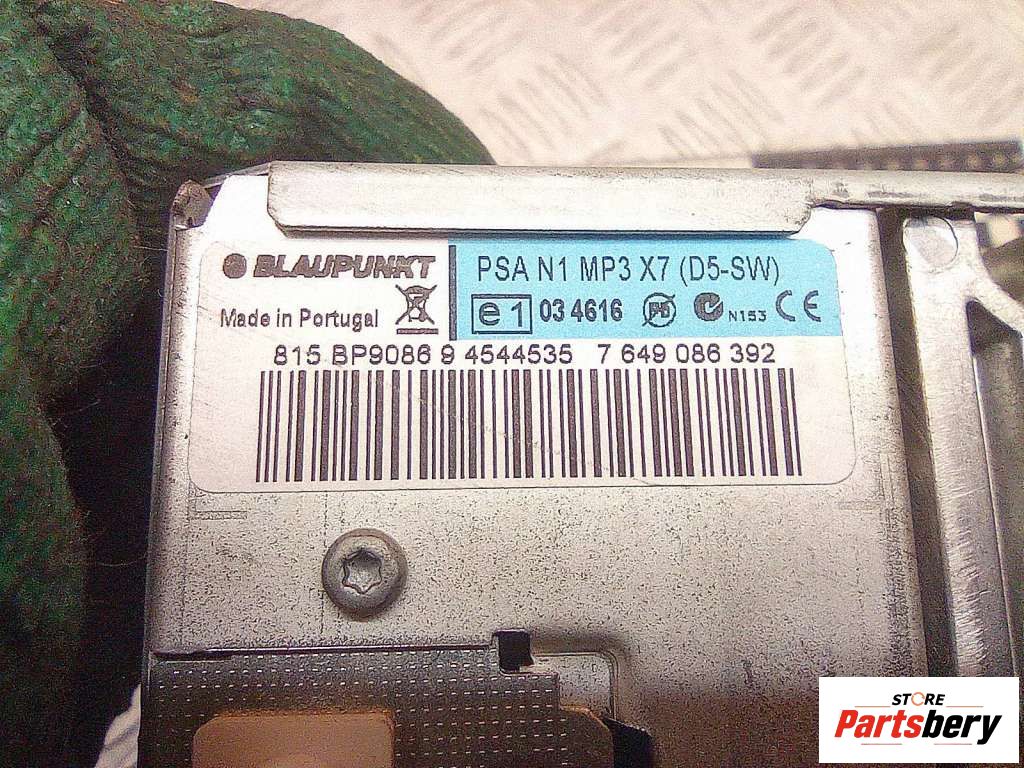 BLAUPUNKT
Made in Portugal
PSA N1 MP3 X7 (D5-SW)
e1 03 4616 N153 CE
815 BP9086 9 4544535 7 649 086 392
STORE
Partsbery